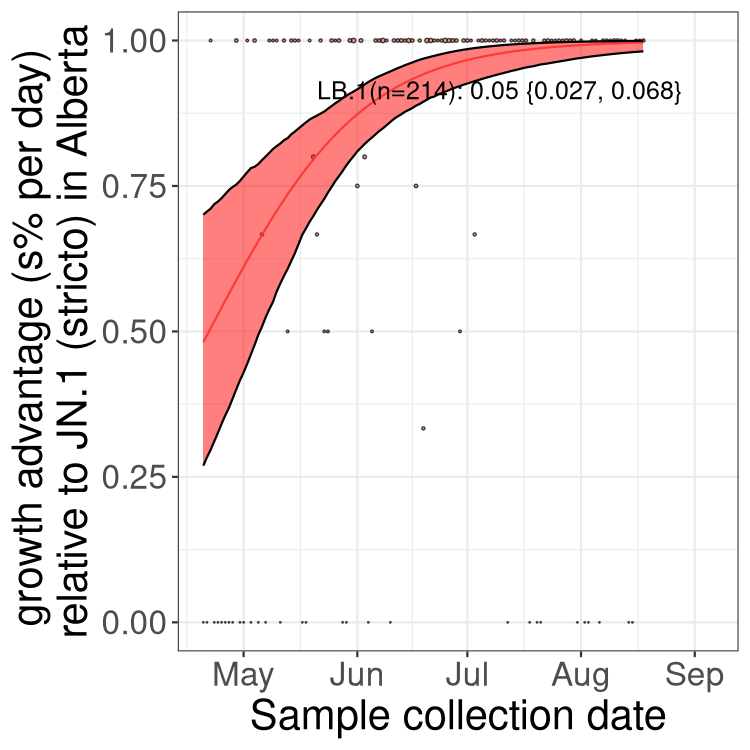 growth advantage (s% per day)
relative to JN.1 (stricto) in Alberta
1.00
0.75
0.50
0.25
0.00
LB.1(n=214): 0.05 {0.027, 0.068}
May Jun Jul Aug Sep
Sample collection date